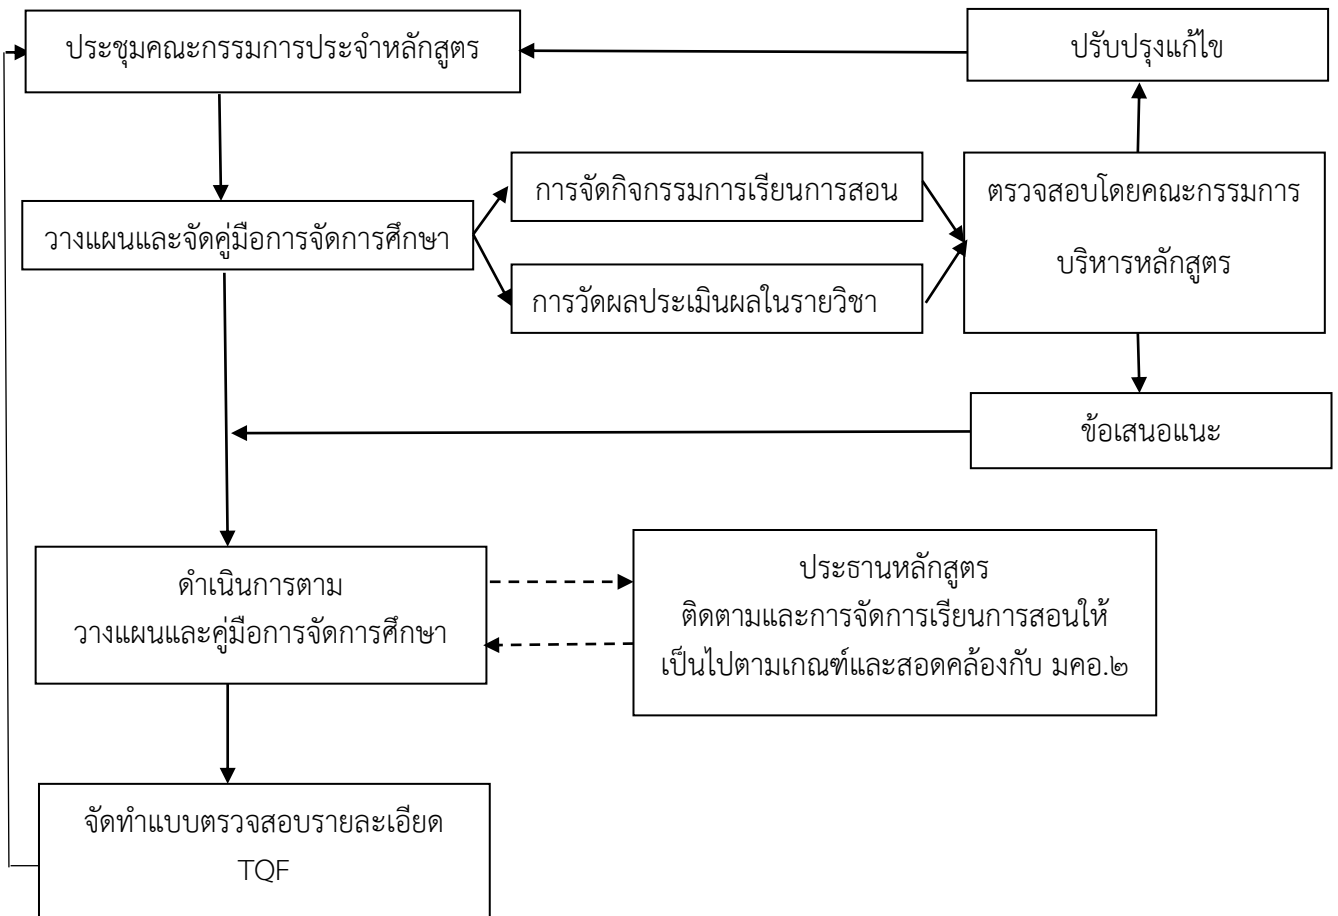 ประชุมคณะกรรมการประจำหลักสูตร
ปรับปรุงแก้ไข
การจัดกิจกรรมการเรียนการสอน
ตรวจสอบโดยคณะกรรมการ
บริหารหลักสูตร
วางแผนและจัดคู่มือการจัดการศึกษา
การวัดผลประเมินผลในรายวิชา
ข้อเสนอแนะ
ดำเนินการตาม
วางแผนและคู่มือการจัดการศึกษา
ประธานหลักสูตร
ติดตามและการจัดการเรียนการสอนให้
เป็นไปตามเกณฑ์และสอดคล้องกับ มคอ.๒
จัดทำแบบตรวจสอบรายละเอียด
TQF